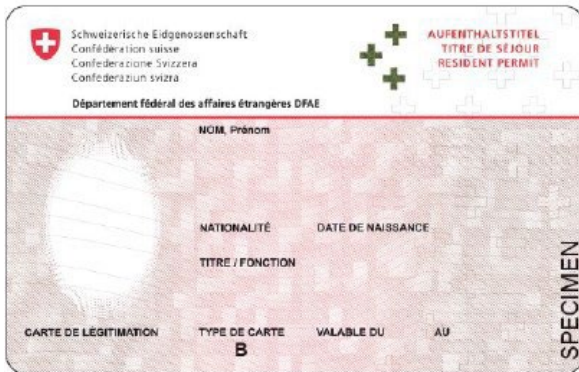 Schweizerische Eidgenossenschaft
Confédération suisse
Confederazione Svizzera
Confederaziun svizra
Département fédéral des affaires étrangères DFAE
AUFENTHALTSTITEL
TITRE DE SÉJOUR
RESIDENT PERMIT
NOM, Prénom
NATIONALITÉ DATE DE NAISSANCE
TITRE / FONCTION
CARTE DE LÉGITIMATION TYPE DE CARTE VALABLE DU AU
B
SPECIMEN